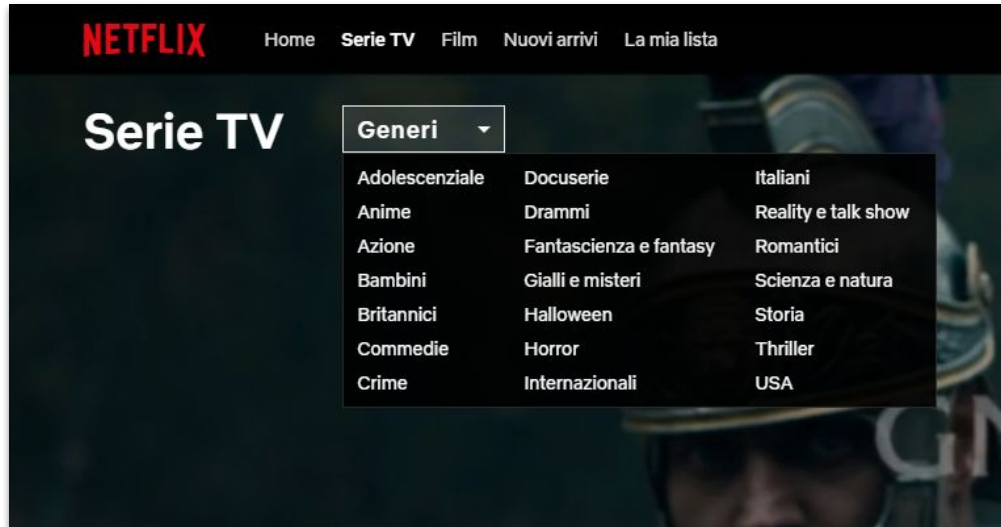 NETFLIX Home Serie TV Film Nuovi arrivi La mia lista
Serie TV
Generi
Adolescenziale Docuserie Italiani
Anime Drammi Reality e talk show
Azione Fantascienza e fantasy Romantici
Bambini Gialli e misteri Scienza e natura
Britannici Halloween Storia
Commedie Horror Thriller
Crime Internazionali USA